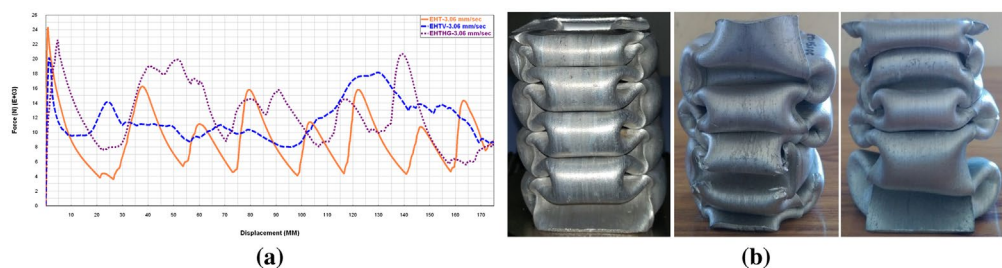 28
26
24
22
20
18
16
14
12
10
8
6
4
2
0
Force (N) [E+03]
EHT-3.06 mm/sec
EHTV-3.06 mm/sec
EHTHG-3.06 mm/sec
10 20 30 40 50 60 70 80 90 100 110 120 130 140 150 160 170
Displacement (MM)
(a) (b)